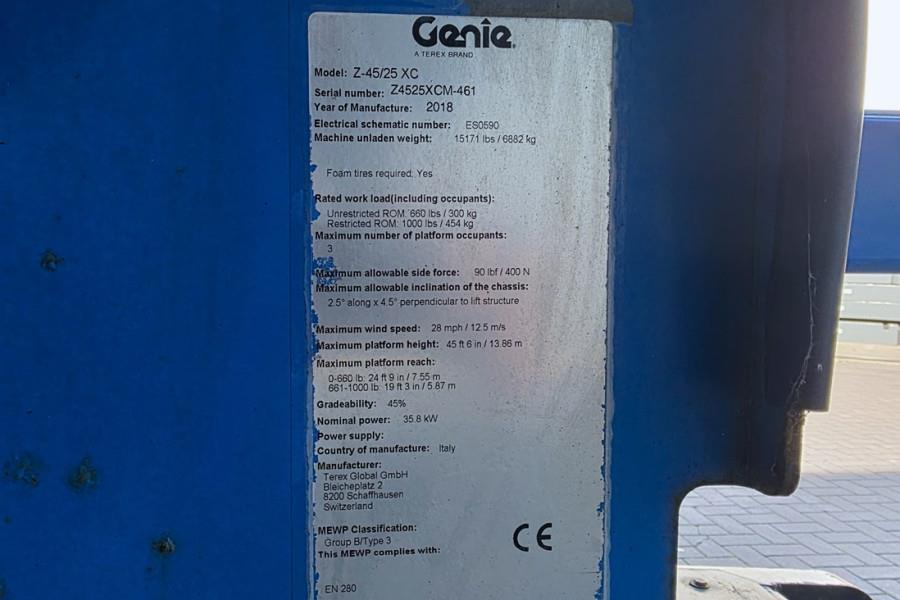 Genie
A TEREX BRAND
Model: Z-45/25 XC
Serial number: Z4525XCM-461
Year of Manufacture: 2018
Electrical schematic number: ES0590
Machine unladen weight: 15171 lbs / 6882 kg
Foam tires required: Yes
Rated work load(including occupants):
Unrestricted ROM: 660 lbs / 300 kg
Restricted ROM: 1000 lbs / 454 kg
Maximum number of platform occupants:
3
Maximum allowable side force: 90 lbf / 400 N
Maximum allowable inclination of the chassis:
2.5° along x 4.5° perpendicular to lift structure
Maximum wind speed: 28 mph / 12.5 m/s
Maximum platform height: 45 ft 6 in / 13.86 m
Maximum platform reach:
0-660 lb: 24 ft 9 in / 7.55 m
661-1000 lb: 19 ft 3 in / 5.87 m
Gradeability: 45%
Nominal power: 35.8 kW
Power supply:
Country of manufacture: Italy
Manufacturer:
Terex Global GmbH
Bleicheplatz 2
8200 Schaffhausen
Switzerland
MEWP Classification:
Group B/Type 3
This MEWP complies with:
CE
EN 280